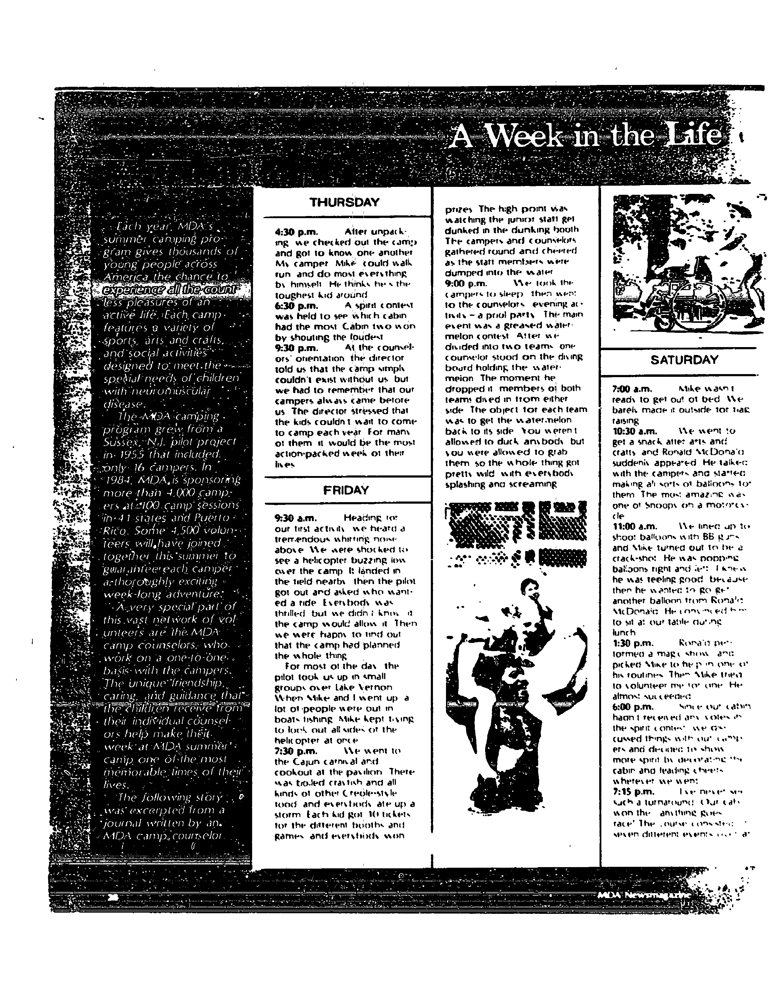 A Week in the Life
Each year, MDA's
summer camping pro-
gram gives thousands of
young people across
America the chance to
experience all the count
less pleasures of an
active life. Each camp
features a variety of
sports, arts and crafts,
and social activities
designed to meet the
special needs of children
with neuromuscular
disease.
The MDA camping
program grew from a
Sussex, N.J. pilot project
in 1955 that included
only 16 campers. In
1984, MDA is sponsoring
more than 4,000 camp-
ers at 100 camp sessions
in 41 states and Puerto
Rico. Some 4,500 volun-
teers will have joined
together this summer to
guarantee each camper
a thoroughly exciting
week-long adventure.
A very special part of
this vast network of vol
unteers are the MDA
camp counselors, who
work on a one-to-one
basis with the campers.
The unique friendship,
caring, and guidance that
the children receive from
their individual counsel-
ors help make their
week at MDA summer
camp one of the most
memorable times of their
lives.
The following story
was excerpted from a
journal written by an
MDA camp counselor
THURSDAY
4:30 p.m. After unpack-
ing we checked out the camp
and got to know one another
My camper Mike could walk
run and do most everything
by himself He thinks he's the
toughest kid around
6:30 p.m. A spirit contest
was held to see which cabin
had the most Cabin two won
by shouting the loudest
9:30 p.m. At the counsel-
ors' orientation the director
told us that the camp simply
couldn't exist without us but
we had to remember that our
campers always came before
us The director stressed that
the kids couldn't wait to come
to camp each year For many
of them it would be the most
action-packed week of their
lives
FRIDAY
9:30 a.m. Heading for
our first activity we heard a
tremendous whirring noise
above We were shocked to
see a helicopter buzzing low
over the camp It landed in
the field nearby then the pilot
got out and asked who want-
ed a ride Everybody was
thrilled but we didn't know if
the camp would allow it Then
we were happy to find out
that the camp had planned
the whole thing
For most of the day the
pilot took us up in small
groups over Lake Vernon
When Mike and I went up a
lot of people were out in
boats fishing Mike kept trying
to look out all sides of the
helicopter at once
7:30 p.m. We went to
the Cajun carnival and
cookout at the pavilion There
was boiled crayfish and all
kinds of other Creole-style
food and everybody ate up a
storm Each kid got 10 tickets
for the different booths and
games and everybody won
prizes The high point was
watching the junior staff get
dunked in the dunking booth
The campers and counselors
gathered round and cheered
as the staff members were
dumped into the water
9:00 p.m. We took the
campers to sleep then went
to the counselors' evening ac-
tivity – a pool party The main
event was a greased water-
melon contest After we
divided into two teams one
counselor stood on the diving
board holding the water-
melon The moment he
dropped it members of both
teams dived in from either
side The object for each team
was to get the watermelon
back to its side You weren't
allowed to duck anybody but
you were allowed to grab
them so the whole thing got
pretty wild with everybody
splashing and screaming
SATURDAY
7:00 a.m. Mike wasn't
ready to get out of bed We
barely made it outside for flag
raising
10:30 a.m. We went to
get a snack after arts and
crafts and Ronald McDonald
suddenly appeared He talked
with the campers and started
making all sorts of balloons for
them The most amazing was
one of Snoopy on a motorcy-
cle
11:00 a.m. We lined up to
shoot balloons with BB guns
and Mike turned out to be a
crack-shot He was popping
balloons right and left I knew
he was feeling good because
then he wanted to go get
another balloon from Ronald
McDonald He convinced him
to sit at our table during
lunch
1:30 p.m. Ronald per-
formed a magic show and
picked Mike to help in one of
his routines Then Mike tried
to volunteer me for one He
almost succeeded
6:00 p.m. Since our cabin
hadn't received any votes in
the spirit contest we dis-
cussed things with our camp-
ers and decided to show
more spirit by decorating the
cabin and leading cheers
wherever we went
7:15 p.m. I've never seen
such a turnaround Our cab
won the anything goes
race' The course consisted
seven different events
28
MDA Newsmagazine